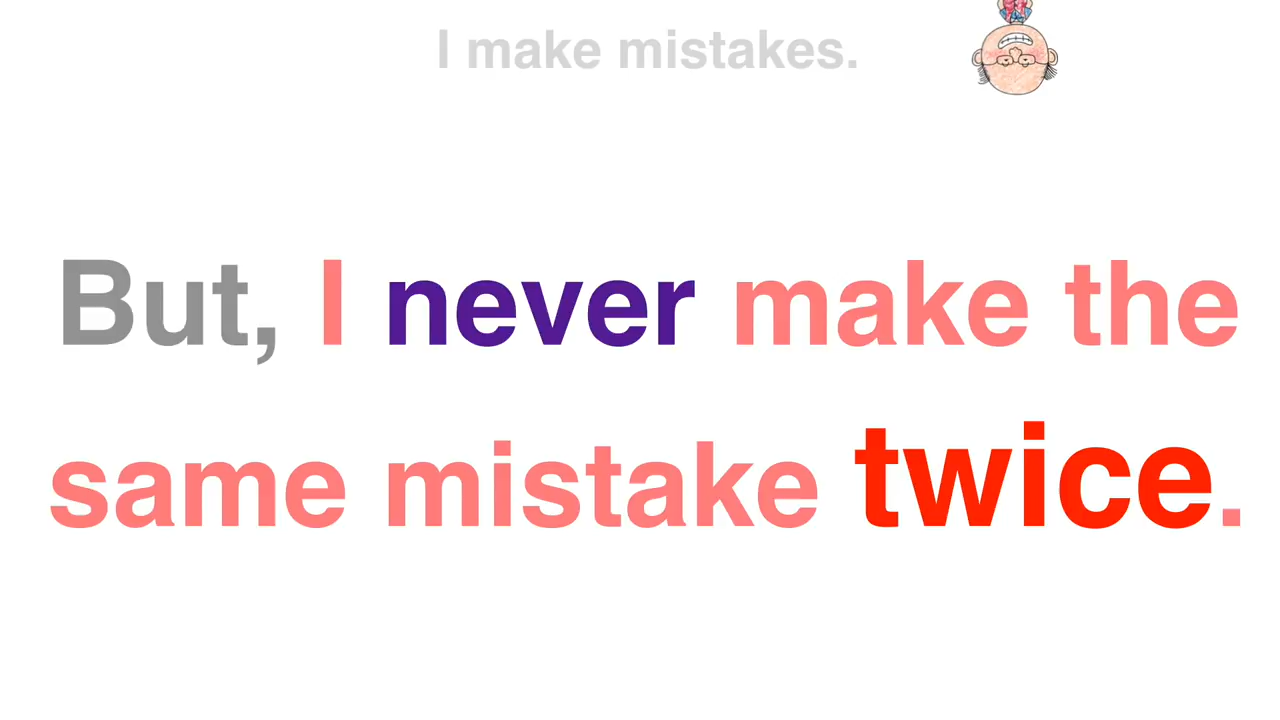 I make mistakes.
But, I never make the
same mistake twice.